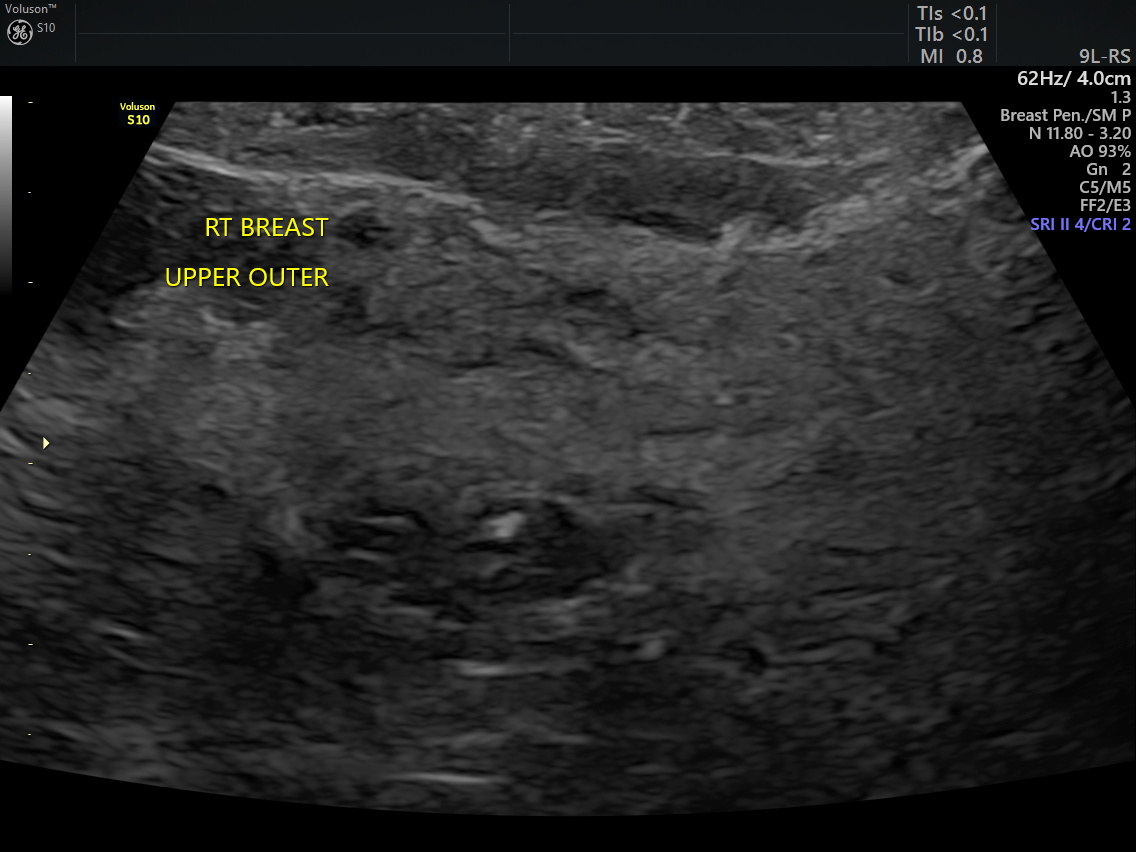 Voluson™
S10
TIs <0.1
TIb <0.1
MI 0.8
9L-RS
62Hz/ 4.0cm
1.3
Breast Pen./SM P
N 11.80 - 3.20
AO 93%
Gn 2
C5/M5
FF2/E3
SRI II 4/CRI 2
Voluson
S10
RT BREAST
UPPER OUTER